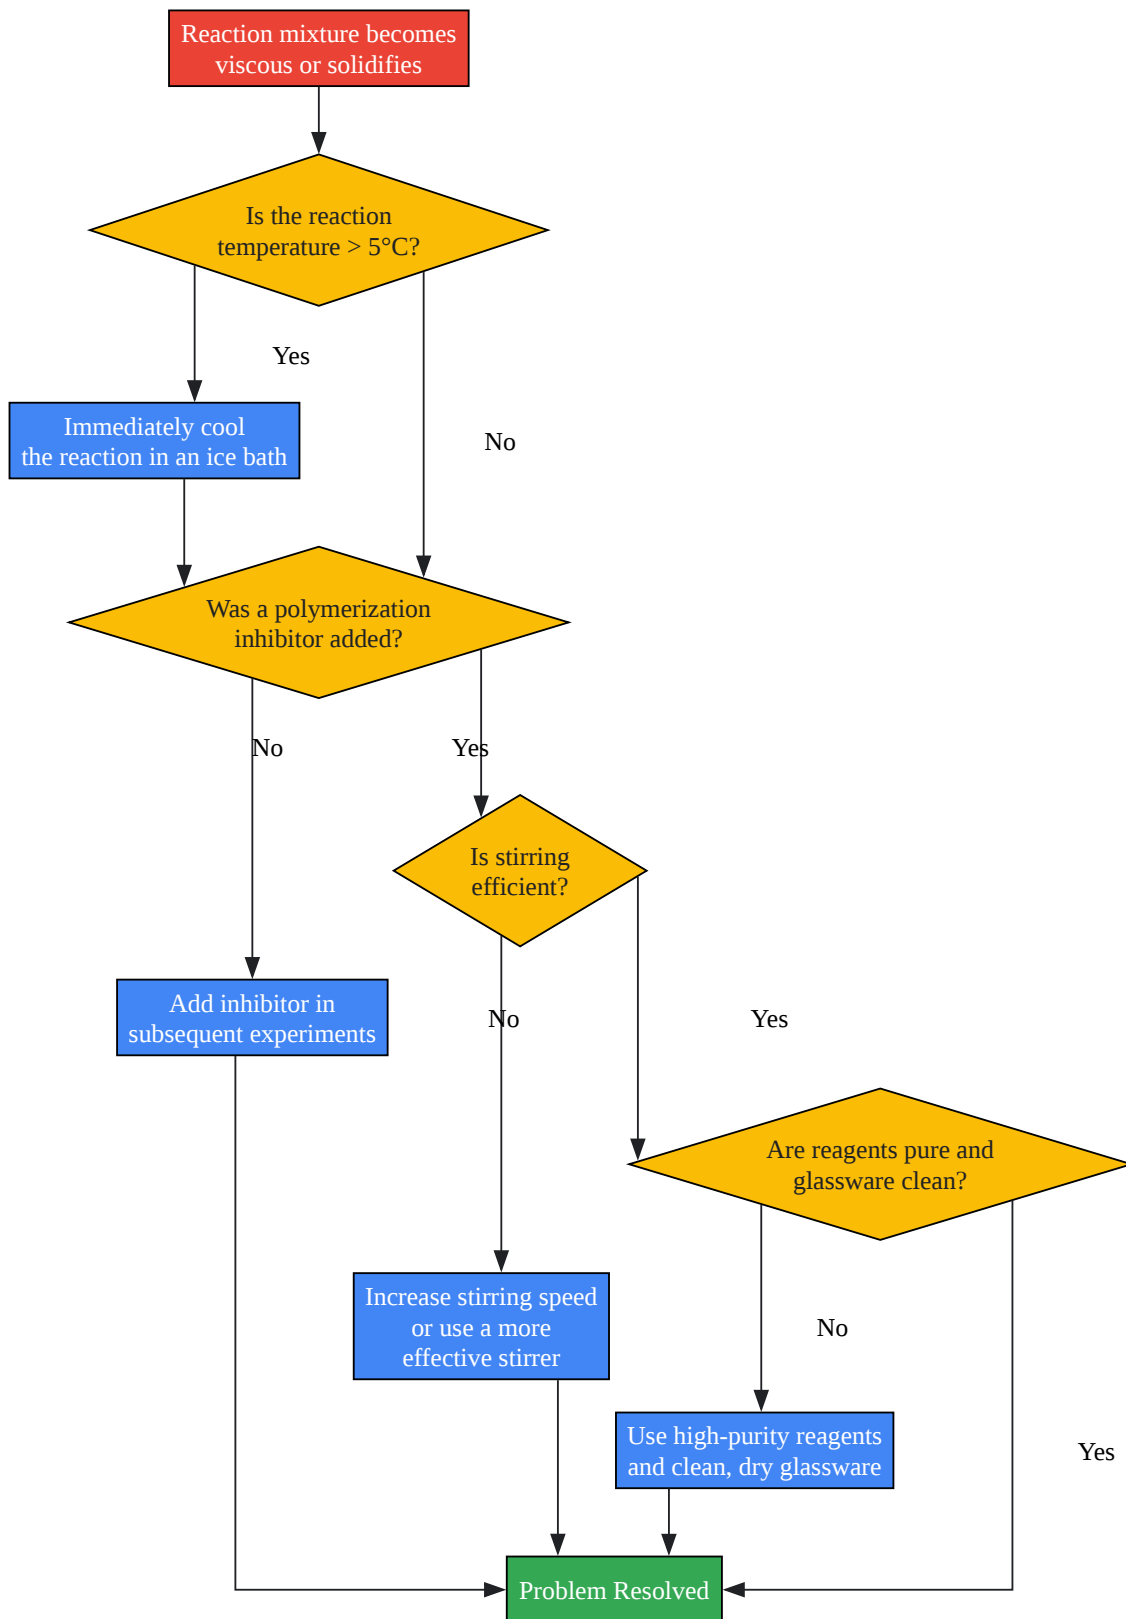 Reaction mixture becomes
viscous or solidifies
Is the reaction
temperature > 5°C?
Yes
Immediately cool
the reaction in an ice bath
No
Was a polymerization
inhibitor added?
No
Yes
Is stirring
efficient?
Add inhibitor in
subsequent experiments
No
Yes
Are reagents pure and
glassware clean?
Increase stirring speed
or use a more
effective stirrer
No
Use high-purity reagents
and clean, dry glassware
Yes
Problem Resolved